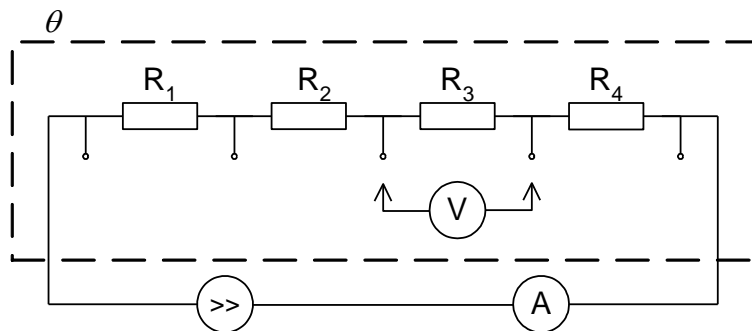 θ
R₁ R₂ R₃ R₄
V
>> A